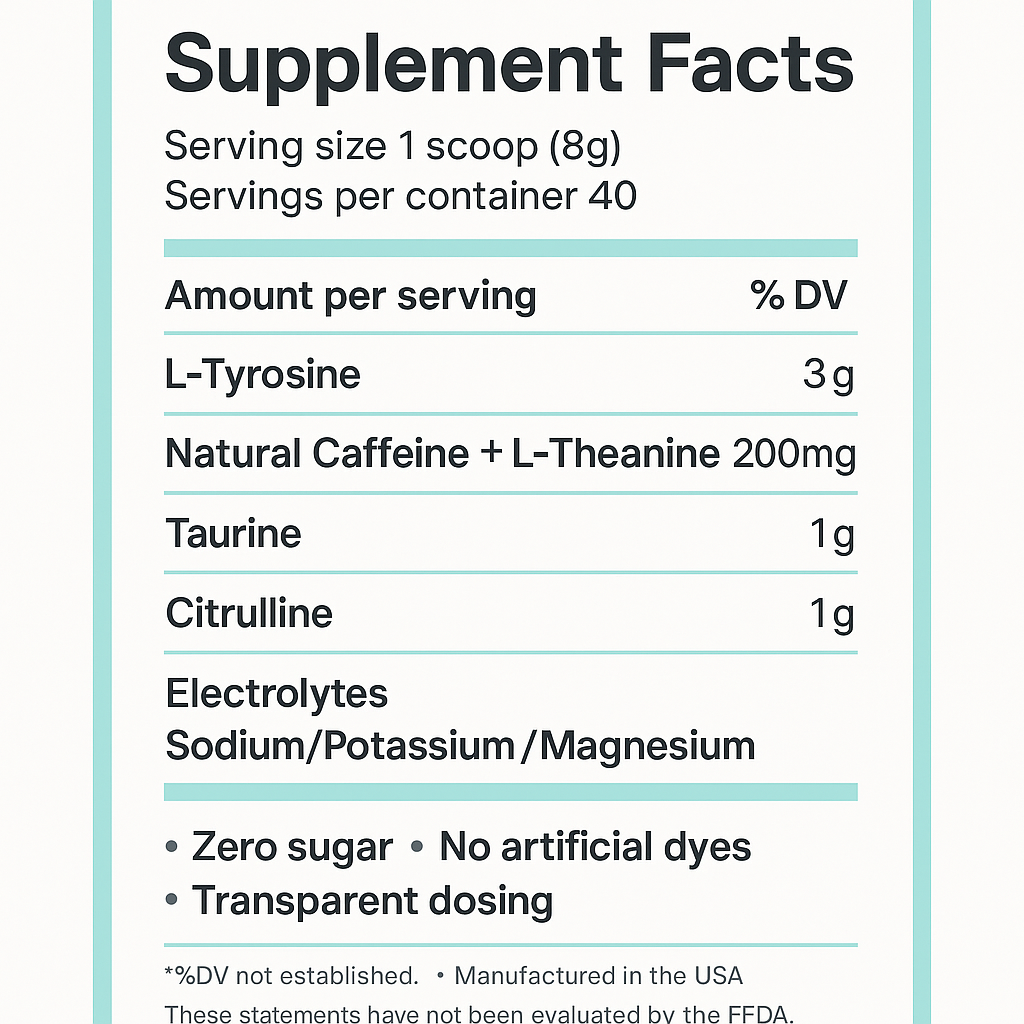 Supplement Facts
Serving size 1 scoop (8g)
Servings per container 40
Amount per serving % DV
L-Tyrosine 3 g
Natural Caffeine + L-Theanine 200mg
Taurine 1 g
Citrulline 1 g
Electrolytes
Sodium/Potassium/Magnesium
• Zero sugar • No artificial dyes
• Transparent dosing
*%DV not established. • Manufactured in the USA
These statements have not been evaluated by the FFDA.